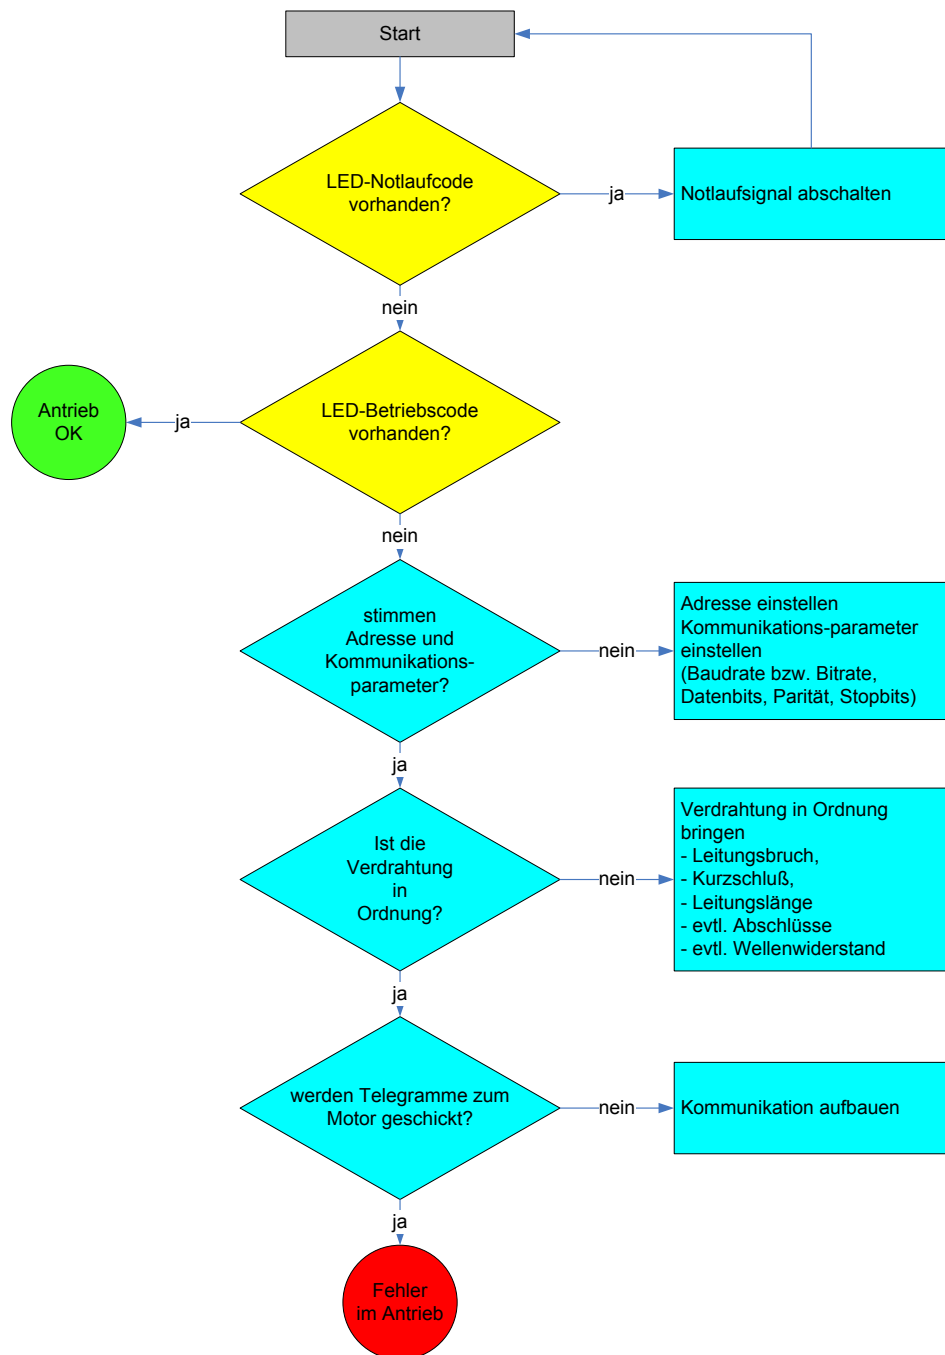 Start
LED-Notlaufcode
vorhanden?
ja
Notlaufsignal abschalten
nein
Antrieb
OK
ja
LED-Betriebscode
vorhanden?
nein
stimmen
Adresse und
Kommunikations-
parameter?
nein
Adresse einstellen
Kommunikations-parameter
einstellen
(Baudrate bzw. Bitrate,
Datenbits, Parität, Stopbits)
ja
Ist die
Verdrahtung
in
Ordnung?
nein
Verdrahtung in Ordnung
bringen
- Leitungsbruch,
- Kurzschluß,
- Leitungslänge
- evtl. Abschlüsse
- evtl. Wellenwiderstand
ja
werden Telegramme zum
Motor geschickt?
nein
Kommunikation aufbauen
ja
Fehler
im Antrieb